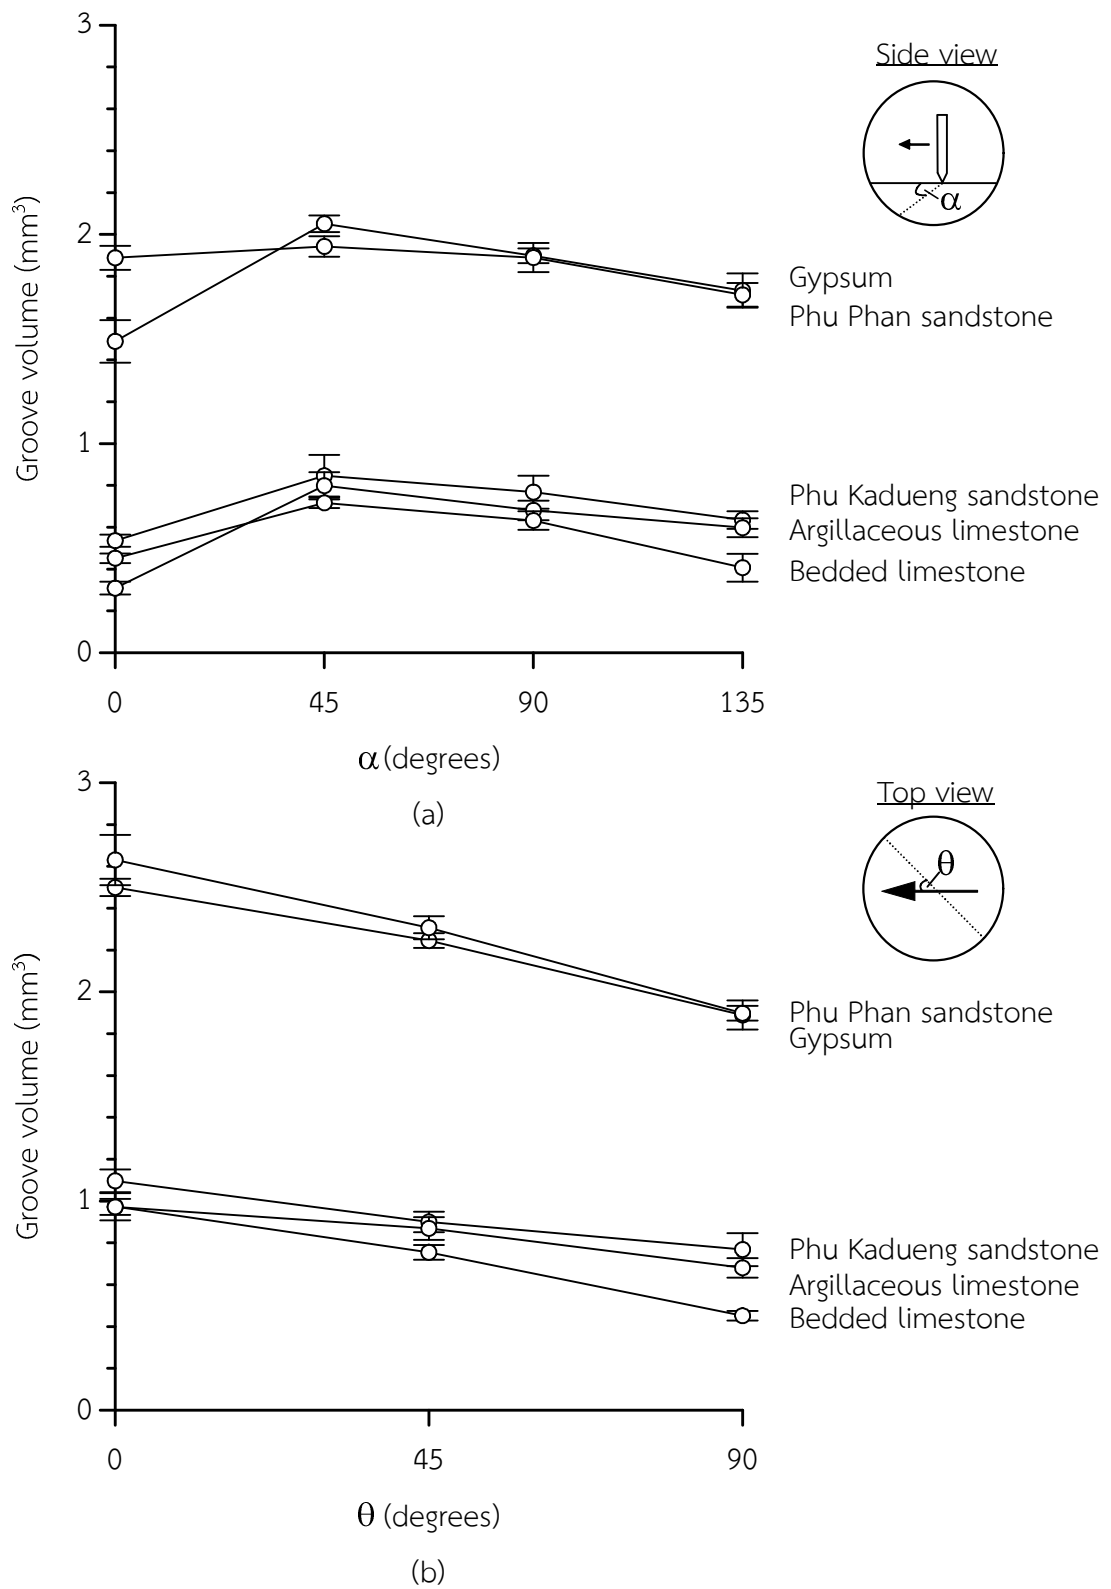 3
2
1
0
Groove volume (mm³)
0 45 90 135
α (degrees)
(a)
Side view
α
Gypsum
Phu Phan sandstone
Phu Kadueng sandstone
Argillaceous limestone
Bedded limestone
3
2
1
0
Groove volume (mm³)
0 45 90
θ (degrees)
(b)
Top view
θ
Phu Phan sandstone
Gypsum
Phu Kadueng sandstone
Argillaceous limestone
Bedded limestone